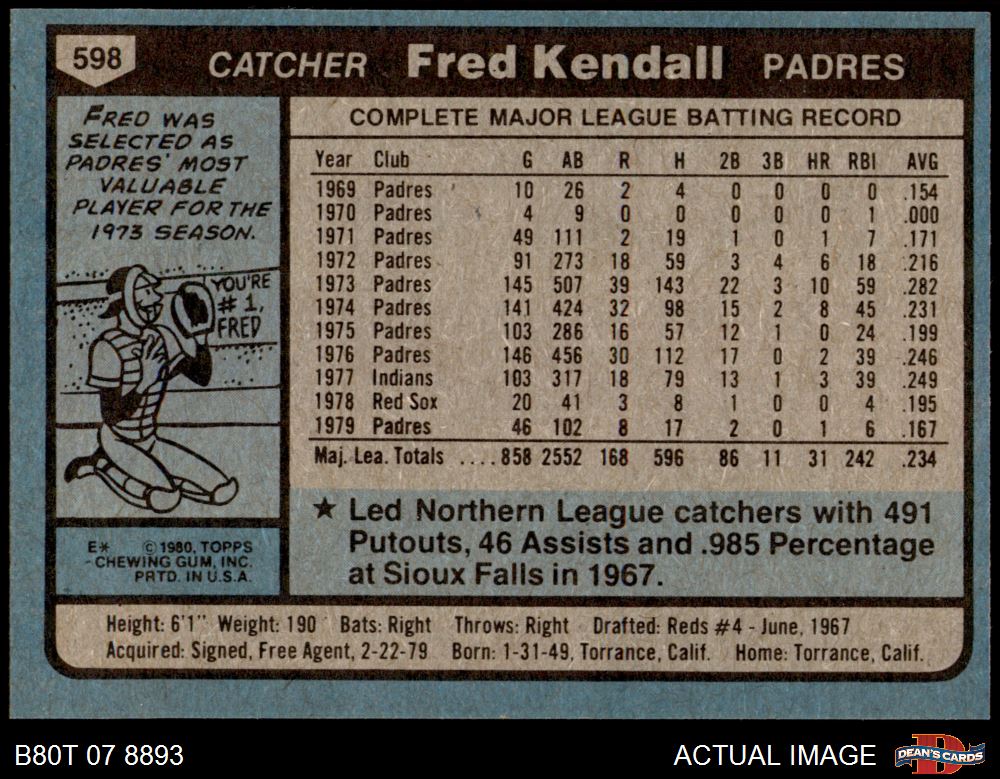 598 CATCHER Fred Kendall PADRES
FRED WAS
SELECTED AS
PADRES' MOST
VALUABLE
PLAYER FOR THE
1973 SEASON.
YOU'RE
#1,
FRED
E* © 1980, TOPPS
CHEWING GUM, INC.
PRTD. IN U.S.A.
COMPLETE MAJOR LEAGUE BATTING RECORD
Year Club G AB R H 2B 3B HR RBI AVG
1969 Padres 10 26 2 4 0 0 0 0 .154
1970 Padres 4 9 0 0 0 0 0 1 .000
1971 Padres 49 111 2 19 1 0 1 7 .171
1972 Padres 91 273 18 59 3 4 6 18 .216
1973 Padres 145 507 39 143 22 3 10 59 .282
1974 Padres 141 424 32 98 15 2 8 45 .231
1975 Padres 103 286 16 57 12 1 0 24 .199
1976 Padres 146 456 30 112 17 0 2 39 .246
1977 Indians 103 317 18 79 13 1 3 39 .249
1978 Red Sox 20 41 3 8 1 0 0 4 .195
1979 Padres 46 102 8 17 2 0 1 6 .167
Maj. Lea. Totals ....858 2552 168 596 86 11 31 242 .234
★ Led Northern League catchers with 491
Putouts, 46 Assists and .985 Percentage
at Sioux Falls in 1967.
Height: 6'1" Weight: 190 Bats: Right Throws: Right Drafted: Reds #4 - June, 1967
Acquired: Signed, Free Agent, 2-22-79 Born: 1-31-49, Torrance, Calif. Home: Torrance, Calif.
B80T 07 8893 ACTUAL IMAGE D DEAN'S CARDS